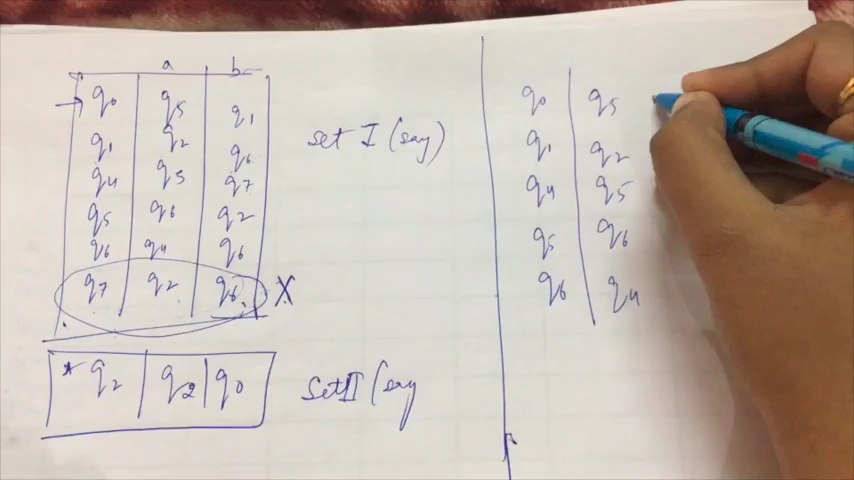 a b
→ q0 q5 q1
q1 q2 q6
q4 q5 q7
q5 q6 q2
q6 q4 q6
q7 q2 q6 X
set I (say)
* q2 q2 q0
Set II (say
q0 q5
q1 q2
q4 q5
q5 q6
q6 q4